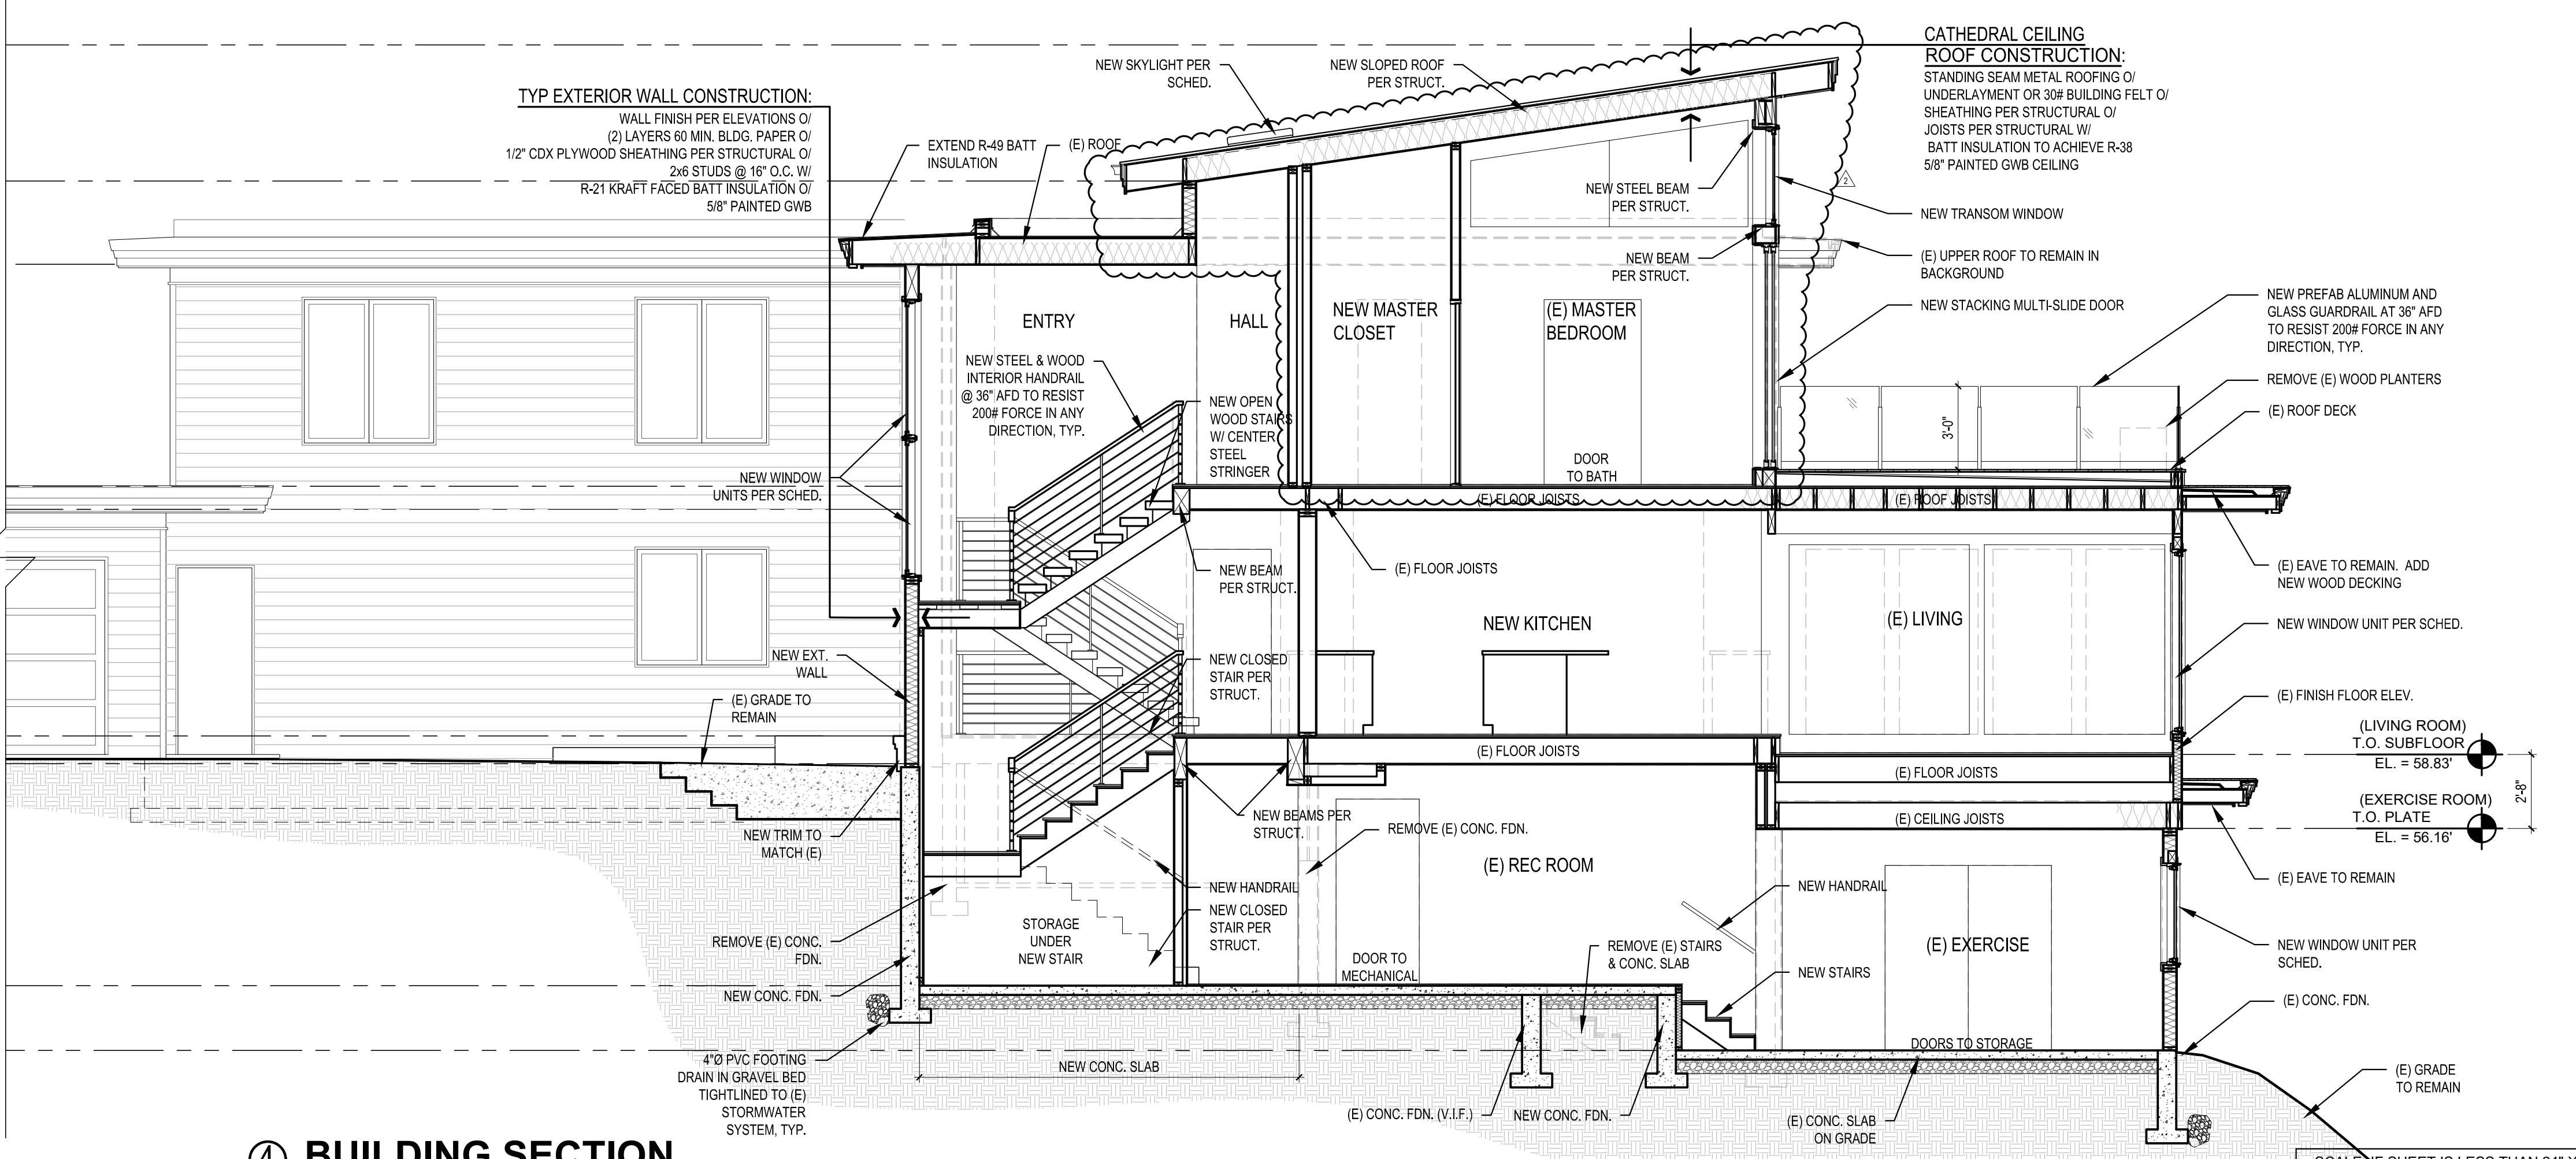 CATHEDRAL CEILING
ROOF CONSTRUCTION:
STANDING SEAM METAL ROOFING O/
UNDERLAYMENT OR 30# BUILDING FELT O/
SHEATHING PER STRUCTURAL O/
JOISTS PER STRUCTURAL W/
BATT INSULATION TO ACHIEVE R-38
5/8" PAINTED GWB CEILING
NEW SKYLIGHT PER
SCHED.
NEW SLOPED ROOF
PER STRUCT.
TYP EXTERIOR WALL CONSTRUCTION:
WALL FINISH PER ELEVATIONS O/
(2) LAYERS 60 MIN. BLDG. PAPER O/
1/2" CDX PLYWOOD SHEATHING PER STRUCTURAL O/
2x6 STUDS @ 16" O.C. W/
R-21 KRAFT FACED BATT INSULATION O/
5/8" PAINTED GWB
EXTEND R-49 BATT
INSULATION
(E) ROOF
NEW STEEL BEAM
PER STRUCT.
2
NEW TRANSOM WINDOW
NEW BEAM
PER STRUCT.
(E) UPPER ROOF TO REMAIN IN
BACKGROUND
NEW STACKING MULTI-SLIDE DOOR
NEW PREFAB ALUMINUM AND
GLASS GUARDRAIL AT 36" AFD
TO RESIST 200# FORCE IN ANY
DIRECTION, TYP.
REMOVE (E) WOOD PLANTERS
(E) ROOF DECK
3'-0"
ENTRY
HALL
NEW MASTER
CLOSET
(E) MASTER
BEDROOM
NEW STEEL & WOOD
INTERIOR HANDRAIL
@ 36" AFD TO RESIST
200# FORCE IN ANY
DIRECTION, TYP.
NEW OPEN
WOOD STAIRS
W/ CENTER
STEEL
STRINGER
DOOR
TO BATH
NEW WINDOW
UNITS PER SCHED.
(E) FLOOR JOISTS
(E) ROOF JOISTS
NEW BEAM
PER STRUCT.
(E) FLOOR JOISTS
(E) EAVE TO REMAIN. ADD
NEW WOOD DECKING
NEW KITCHEN
(E) LIVING
NEW WINDOW UNIT PER SCHED.
NEW EXT.
WALL
NEW CLOSED
STAIR PER
STRUCT.
(E) GRADE TO
REMAIN
(E) FINISH FLOOR ELEV.
(LIVING ROOM)
T.O. SUBFLOOR
EL. = 58.83'
2'-8"
(EXERCISE ROOM)
T.O. PLATE
EL. = 56.16'
(E) FLOOR JOISTS
(E) FLOOR JOISTS
(E) CEILING JOISTS
NEW TRIM TO
MATCH (E)
NEW BEAMS PER
STRUCT.
REMOVE (E) CONC. FDN.
(E) REC ROOM
(E) EAVE TO REMAIN
NEW HANDRAIL
NEW CLOSED
STAIR PER
STRUCT.
NEW HANDRAIL
STORAGE
UNDER
NEW STAIR
REMOVE (E) CONC.
FDN.
NEW CONC. FDN.
DOOR TO
MECHANICAL
REMOVE (E) STAIRS
& CONC. SLAB
NEW STAIRS
(E) EXERCISE
NEW WINDOW UNIT PER
SCHED.
(E) CONC. FDN.
DOORS TO STORAGE
4"Ø PVC FOOTING
DRAIN IN GRAVEL BED
TIGHTLINED TO (E)
STORMWATER
SYSTEM, TYP.
NEW CONC. SLAB
(E) CONC. FDN. (V.I.F.)
NEW CONC. FDN.
(E) CONC. SLAB
ON GRADE
(E) GRADE
TO REMAIN
4 BUILDING SECTION